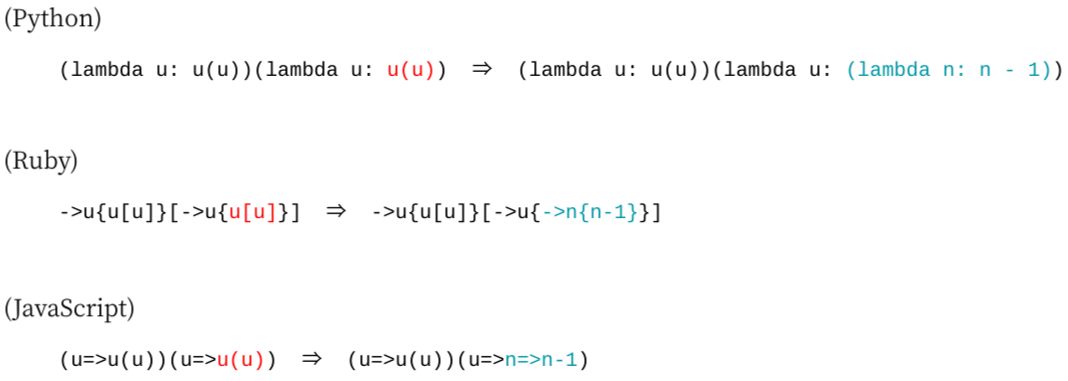 (Python)
(lambda u: u(u))(lambda u: u(u)) ⇒ (lambda u: u(u))(lambda u: (lambda n: n - 1))
(Ruby)
->u{u[u]}[->u{u[u]}] ⇒ ->u{u[u]}[->u{->n{n-1}}]
(JavaScript)
(u=>u(u))(u=>u(u)) ⇒ (u=>u(u))(u=>n=>n-1)